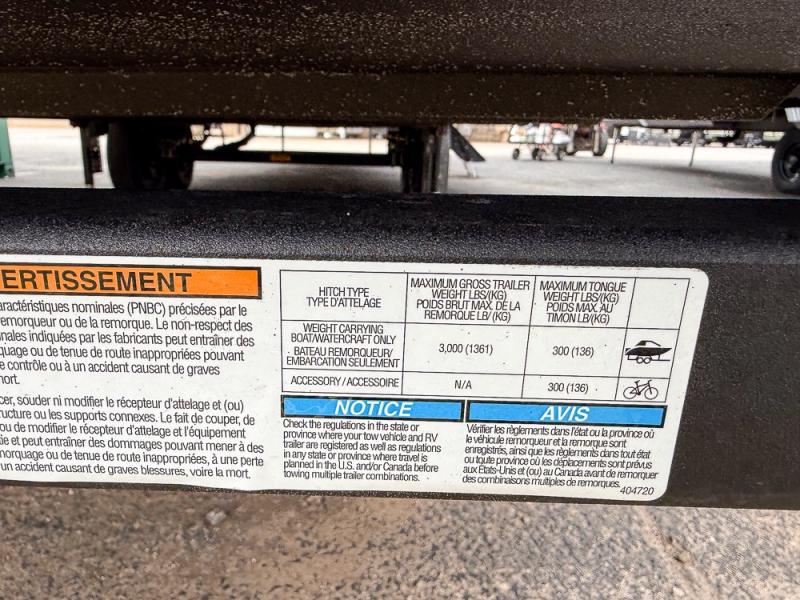 ERTISSEMENT
aractéristiques nominales (PNBC) précisées par le
remorqueur ou de la remorque. Le non-respect des
nales indiquées par les fabricants peut entraîner des
quage ou de tenue de route inappropriées pouvant
e contrôle ou à un accident causant de graves
mort.
cer, souder ni modifier le récepteur d'attelage et (ou)
ructure ou les supports connexes. Le fait de couper, de
ou de modifier le récepteur d'attelage et l'équipement
tie et peut entraîner des dommages pouvant mener à des
morquage ou de tenue de route inappropriées, à une perte
un accident causant de graves blessures, voire la mort.
HITCH TYPE
TYPE D'ATTELAGE
MAXIMUM GROSS TRAILER
WEIGHT LBS/(KG)
POIDS BRUT MAX. DE LA
REMORQUE LB/(KG)
MAXIMUM TONGUE
WEIGHT LBS/(KG)
POIDS MAX. AU
TIMON LB/(KG)
WEIGHT CARRYING
BOAT/WATERCRAFT ONLY
BATEAU REMORQUEUR/
EMBARCATION SEULEMENT
3,000 (1361)
300 (136)
ACCESSORY / ACCESSOIRE
N/A
300 (136)
NOTICE
Check the regulations in the state or
province where your tow vehicle and RV
trailer are registered as well as regulations
in any state or province where travel is
planned in the U.S. and/or Canada before
towing multiple trailer combinations.
AVIS
Vérifier les règlements dans l'état ou la province où
le véhicule remorqueur et la remorque sont
enregistrés, ainsi que les règlements dans tout état
ou toute province où les déplacements sont prévus
aux États-Unis et (ou) au Canada avant de remorquer
des combinaisons multiples de remorques.
404720